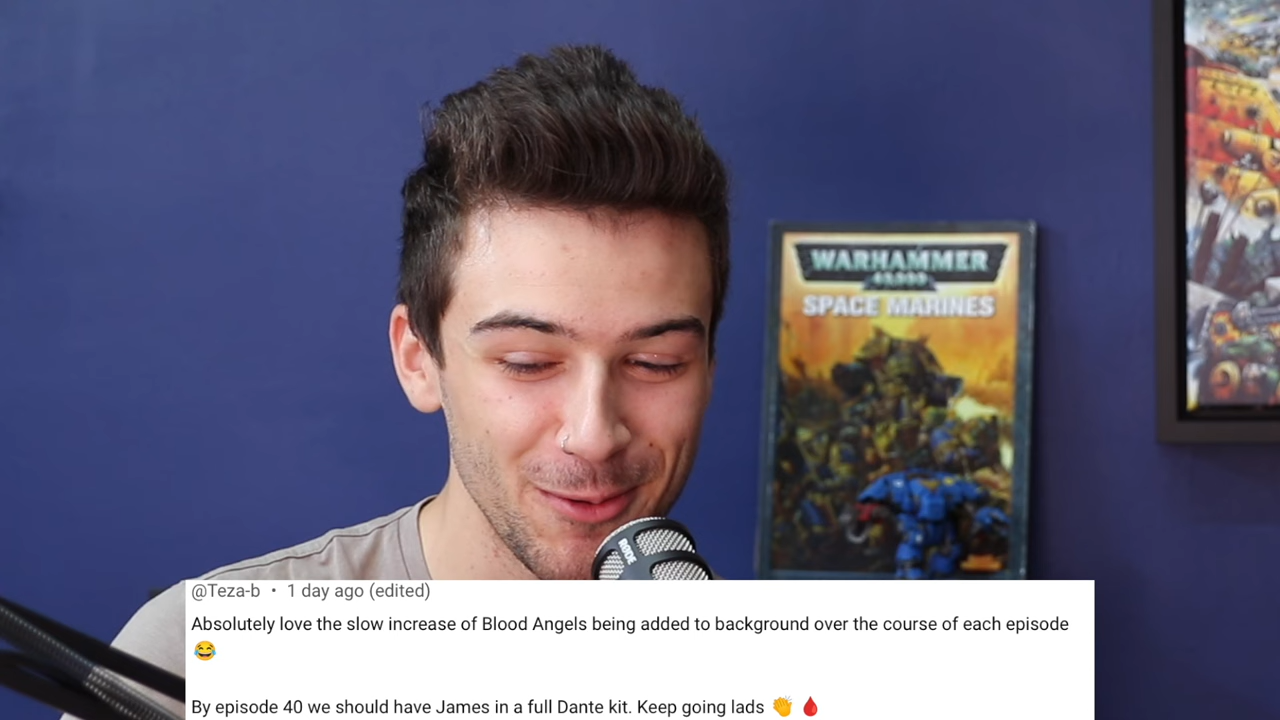 WARHAMMER
40,000
SPACE MARINES
RØDE
@Teza-b • 1 day ago (edited)
Absolutely love the slow increase of Blood Angels being added to background over the course of each episode
😂
By episode 40 we should have James in a full Dante kit. Keep going lads 👏 🩸